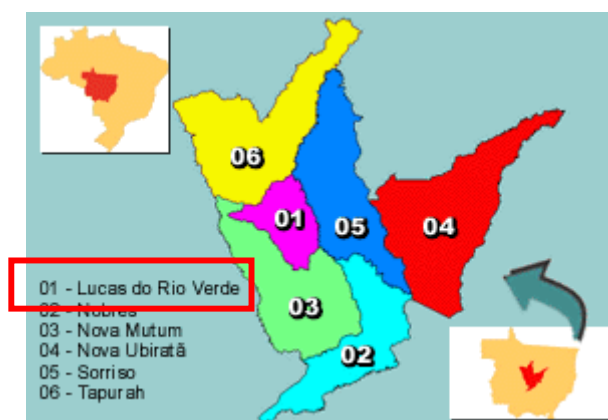 06
01
05
04
03
02
01 - Lucas do Rio Verde
02 - Nobres
03 - Nova Mutum
04 - Nova Ubiratã
05 - Sorriso
06 - Tapurah